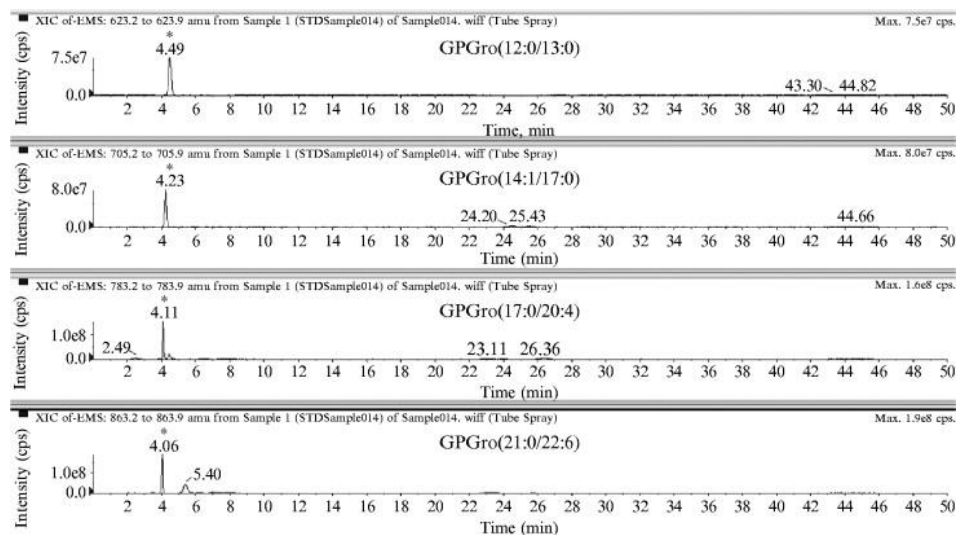 XIC of-EMS: 623.2 to 623.9 amu from Sample 1 (STDSample014) of Sample014. wiff (Tube Spray) Max. 7.5e7 cps.
Intensity (cps)
*
4.49
GPGro(12:0/13:0)
7.5e7
43.30 44.82
0.0
2 4 6 8 10 12 14 16 18 20 22 24 26 28 30 32 34 36 38 40 42 44 46 48 50
Time, min
XIC of-EMS: 705.2 to 705.9 amu from Sample 1 (STDSample014) of Sample014. wiff (Tube Spray) Max. 8.0e7 cps.
Intensity (cps)
*
4.23
GPGro(14:1/17:0)
8.0e7
24.20 25.43 44.66
0.0
2 4 6 8 10 12 14 16 18 20 22 24 26 28 30 32 34 36 38 40 42 44 46 48 50
Time (min)
XIC of-EMS: 783.2 to 783.9 amu from Sample 1 (STDSample014) of Sample014. wiff (Tube Spray) Max. 1.6e8 cps.
Intensity (cps)
*
4.11
GPGro(17:0/20:4)
1.0e8
2.49 23.11 26.36
0.0
2 4 6 8 10 12 14 16 18 20 22 24 26 28 30 32 34 36 38 40 42 44 46 48 50
Time (min)
XIC of-EMS: 863.2 to 863.9 amu from Sample 1 (STDSample014) of Sample014. wiff (Tube Spray) Max. 1.9e8 cps.
Intensity (cps)
*
4.06
GPGro(21:0/22:6)
1.0e8
5.40
0.0
2 4 6 8 10 12 14 16 18 20 22 24 26 28 30 32 34 36 38 40 42 44 46 48 50
Time (min)